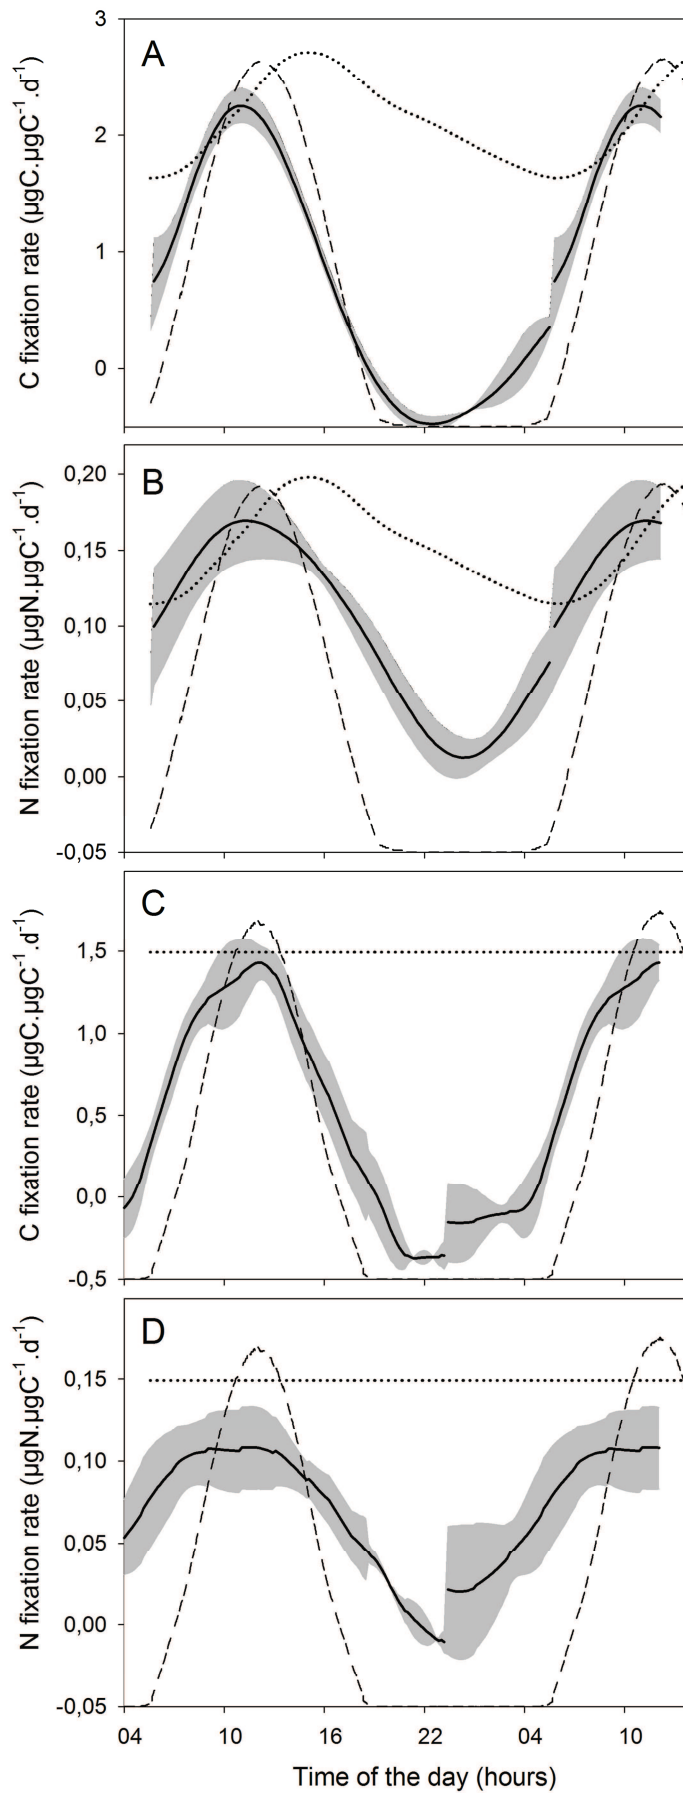 A
3
2
1
0
C fixation rate (µgC.µgC⁻¹.d⁻¹)
B
0,20
0,15
0,10
0,05
0,00
-0,05
N fixation rate (µgN.µgC⁻¹.d⁻¹)
C
1,5
1,0
0,5
0,0
-0,5
C fixation rate (µgC.µgC⁻¹.d⁻¹)
D
0,15
0,10
0,05
0,00
-0,05
N fixation rate (µgN.µgC⁻¹.d⁻¹)
04 10 16 22 04 10
Time of the day (hours)